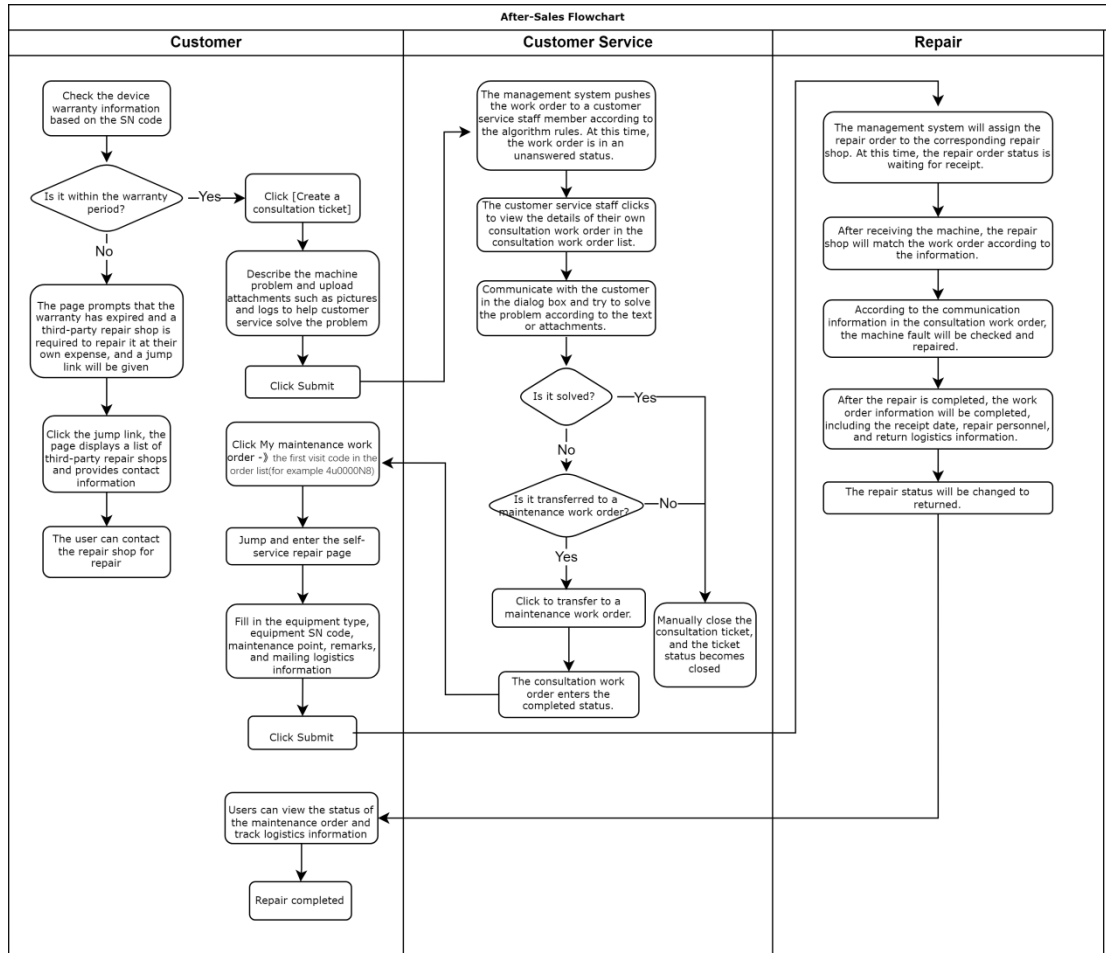 After-Sales Flowchart
Customer
Customer Service
Repair
Check the device
warranty information
based on the SN code
Is it within the warranty
period?
Yes
No
Click [Create a
consultation ticket]
Describe the machine
problem and upload
attachments such as pictures
and logs to help customer
service solve the problem
Click Submit
The page prompts that the
warranty has expired and a
third-party repair shop is
required to repair it at their
own expense, and a jump
link will be given
Click the jump link, the
page displays a list of
third-party repair shops
and provides contact
information
The user can contact
the repair shop for
repair
Click My maintenance work
order -》 the first visit code in the
order list(for example 4u0000N8)
Jump and enter the self-
service repair page
Fill in the equipment type,
equipment SN code,
maintenance point, remarks,
and mailing logistics
information
Click Submit
Users can view the status of
the maintenance order and
track logistics information
Repair completed
The management system pushes
the work order to a customer
service staff member according to
the algorithm rules. At this time,
the work order is in an
unanswered status.
The customer service staff clicks
to view the details of their own
consultation work order in the
consultation work order list.
Communicate with the customer
in the dialog box and try to solve
the problem according to the text
or attachments.
Is it solved?
Yes
No
Is it transferred to a
maintenance work order?
No
Yes
Click to transfer to a
maintenance work order.
The consultation work
order enters the
completed status.
Manually close the
consultation ticket,
and the ticket
status becomes
closed
The management system will assign the
repair order to the corresponding repair
shop. At this time, the repair order status is
waiting for receipt.
After receiving the machine, the repair
shop will match the work order according to
the information.
According to the communication
information in the consultation work order,
the machine fault will be checked and
repaired.
After the repair is completed, the work
order information will be completed,
including the receipt date, repair personnel,
and return logistics information.
The repair status will be changed to
returned.